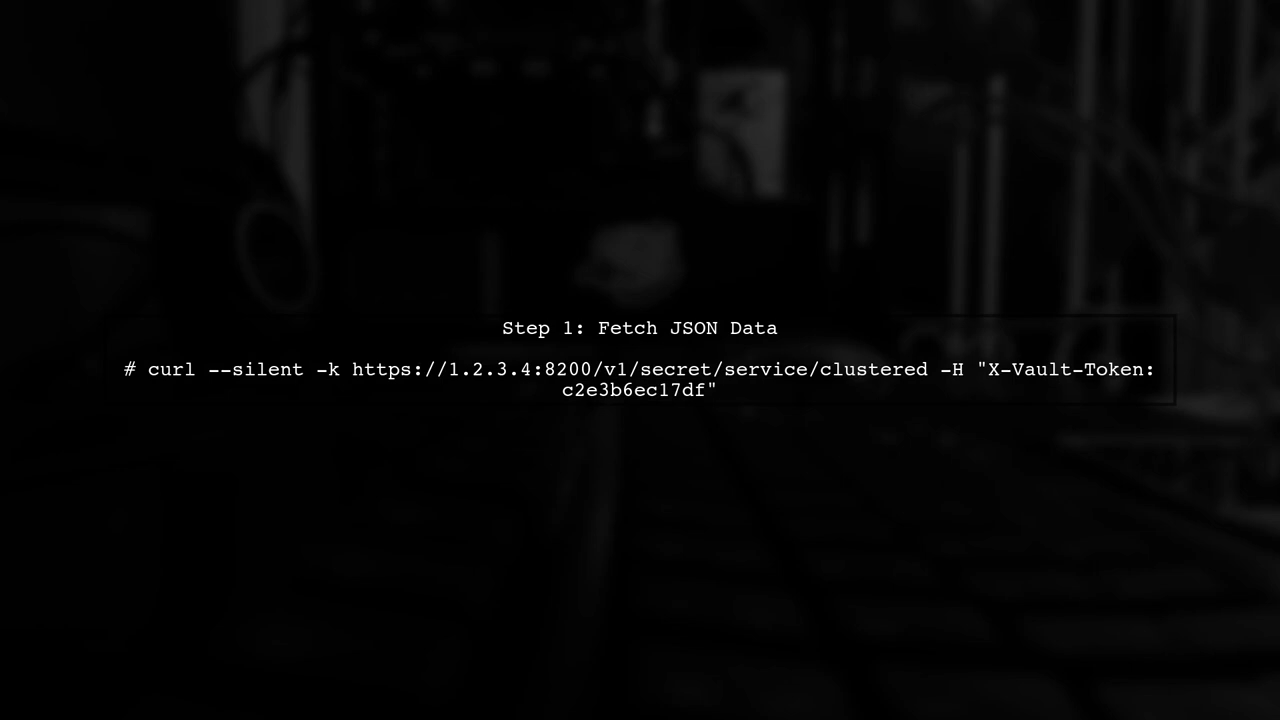 Step 1: Fetch JSON Data
# curl --silent -k https://1.2.3.4:8200/v1/secret/service/clustered -H "X-Vault-Token:
c2e3b6ec17df"